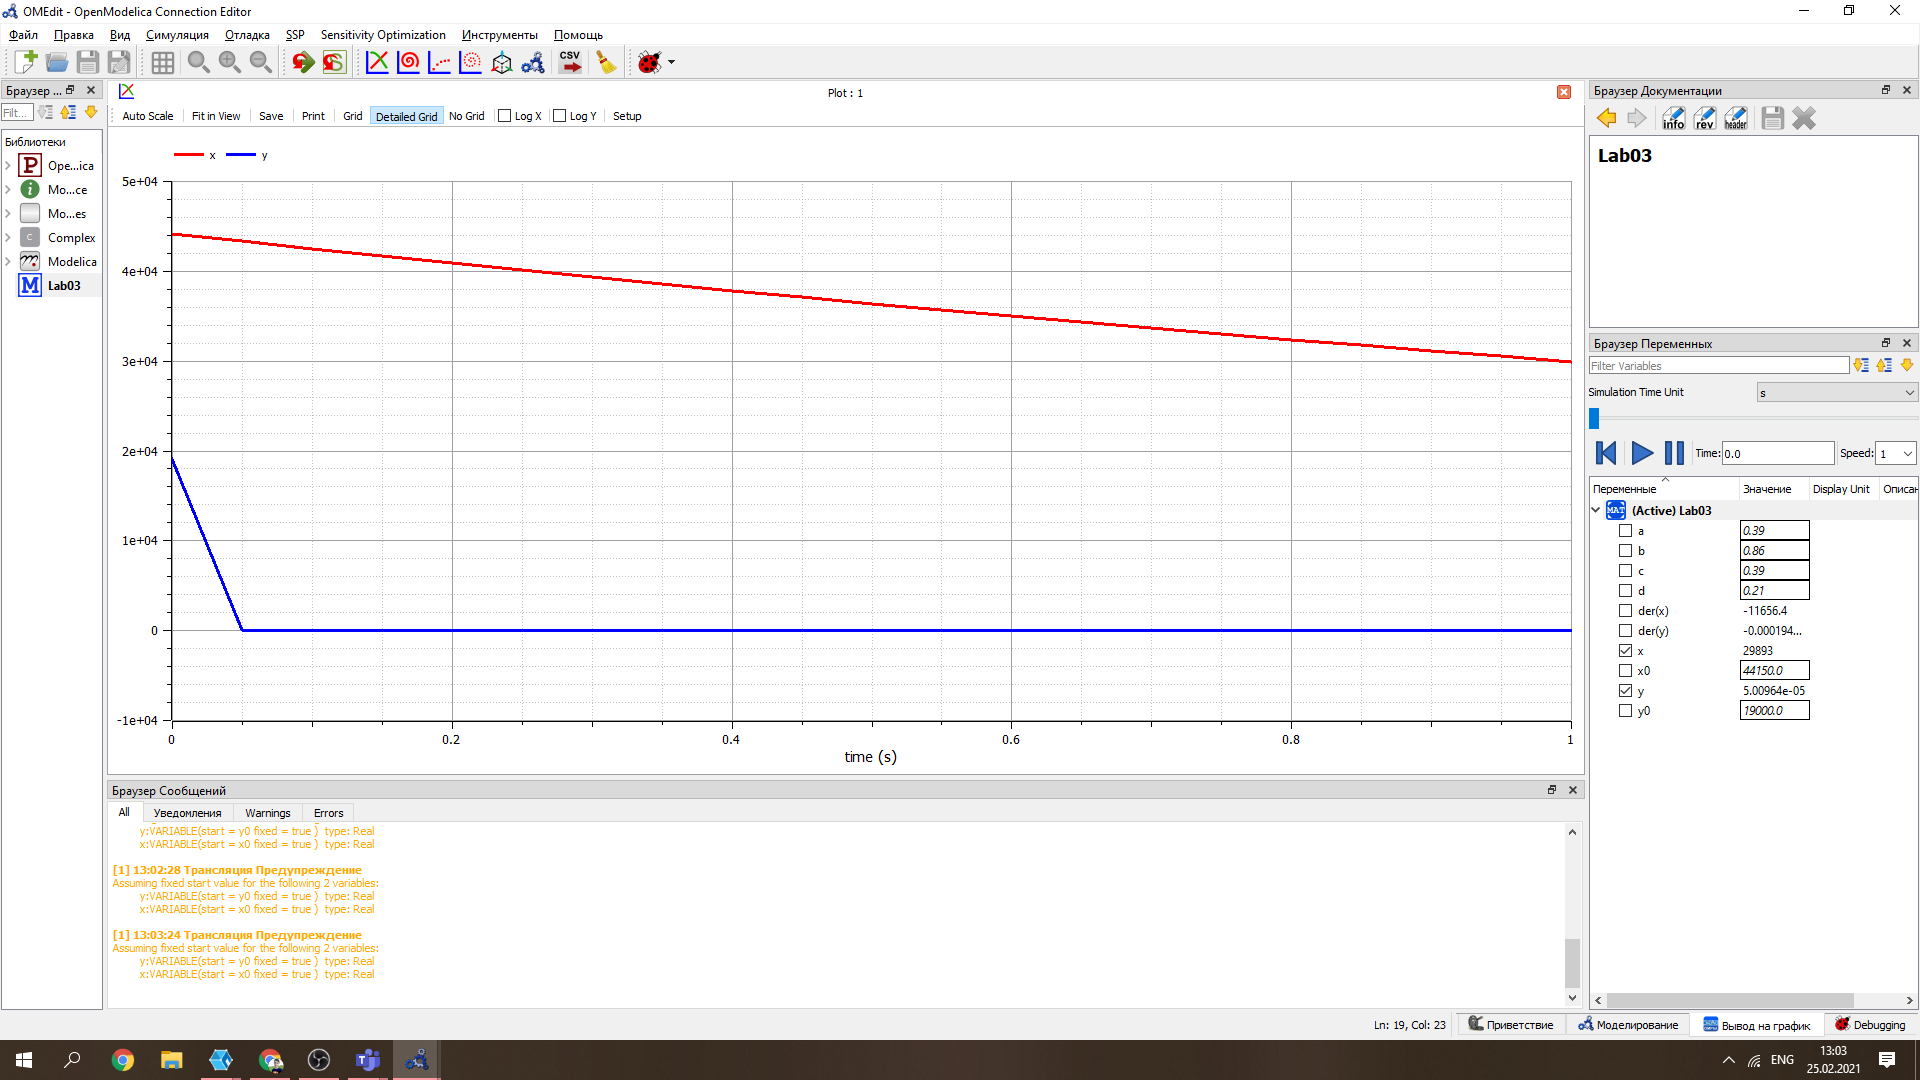 OMEdit - OpenModelica Connection Editor
Файл Правка Вид Симуляция Отладка SSP Sensitivity Optimization Инструменты Помощь
CSV
Браузер ...
Filt...
Библиотеки
P Ope...ica
i Mo...ce
Mo...es
C Complex
Modelica
M Lab03
Plot : 1
Auto Scale Fit in View Save Print Grid Detailed Grid No Grid Log X Log Y Setup
x y
5e+04
4e+04
3e+04
2e+04
1e+04
0
-1e+04
0 0.2 0.4 0.6 0.8 1
time (s)
Браузер Сообщений
All Уведомления Warnings Errors
y:VARIABLE(start = y0 fixed = true ) type: Real
x:VARIABLE(start = x0 fixed = true ) type: Real
[1] 13:02:28 Трансляция Предупреждение
Assuming fixed start value for the following 2 variables:
y:VARIABLE(start = y0 fixed = true ) type: Real
x:VARIABLE(start = x0 fixed = true ) type: Real
[1] 13:03:24 Трансляция Предупреждение
Assuming fixed start value for the following 2 variables:
y:VARIABLE(start = y0 fixed = true ) type: Real
x:VARIABLE(start = x0 fixed = true ) type: Real
Браузер Документации
info rev header
Lab03
Браузер Переменных
Filter Variables
Simulation Time Unit s
Time: 0.0 Speed: 1
Переменные Значение Display Unit Описан
MAT (Active) Lab03
a 0.39
b 0.86
c 0.39
d 0.21
der(x) -11656.4
der(y) -0.000194...
x 29893
x0 44150.0
y 5.00964e-05
y0 19000.0
Ln: 19, Col: 23 Приветствие Моделирование Вывод на график Debugging
ENG
13:03
25.02.2021